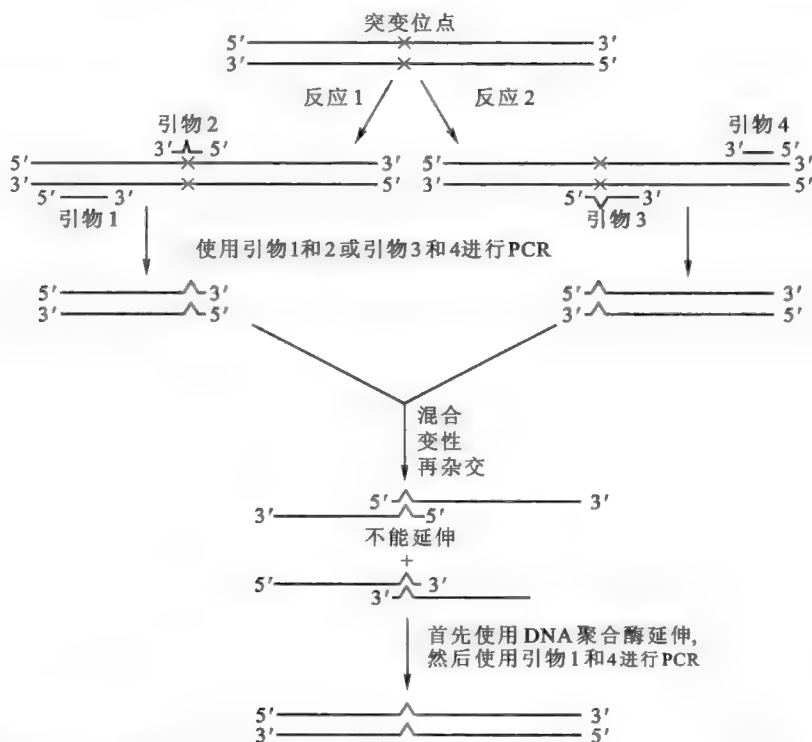 突变位点
5′ 3′
3′ 5′
反应1 反应2
引物2 引物4
3′ 5′ 3′ 5′
5′ 3′ 5′ 3′
3′ 5′ 3′ 5′
5′ 3′ 3′
引物1 引物3
使用引物1和2或引物3和4进行PCR
5′ 3′ 5′ 3′
3′ 5′ 3′ 5′
混合
变性
再杂交
5′ 3′
3′ 5′
不能延伸
+
5′ 3′
3′
首先使用DNA聚合酶延伸,
然后使用引物1和4进行PCR
5′ 3′
3′ 5′